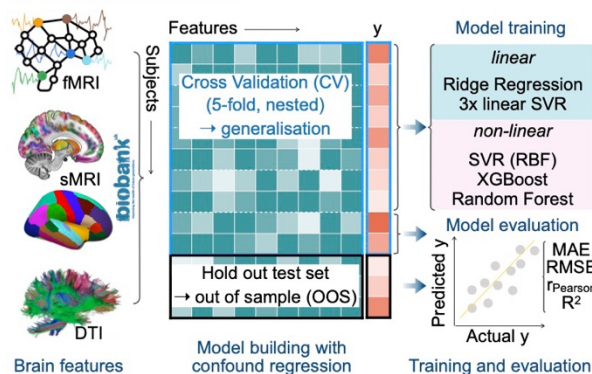 Features
y
Model training
fMRI
Subjects
Cross Validation (CV)
(5-fold, nested)
→ generalisation
linear
Ridge Regression
3x linear SVR
non-linear
SVR (RBF)
XGBoost
Random Forest
sMRI
biobank
Model evaluation
Hold out test set
→ out of sample (OOS)
Predicted y
Actual y
MAE
RMSE
rPearson
R²
DTI
Brain features
Model building with
confound regression
Training and evaluation